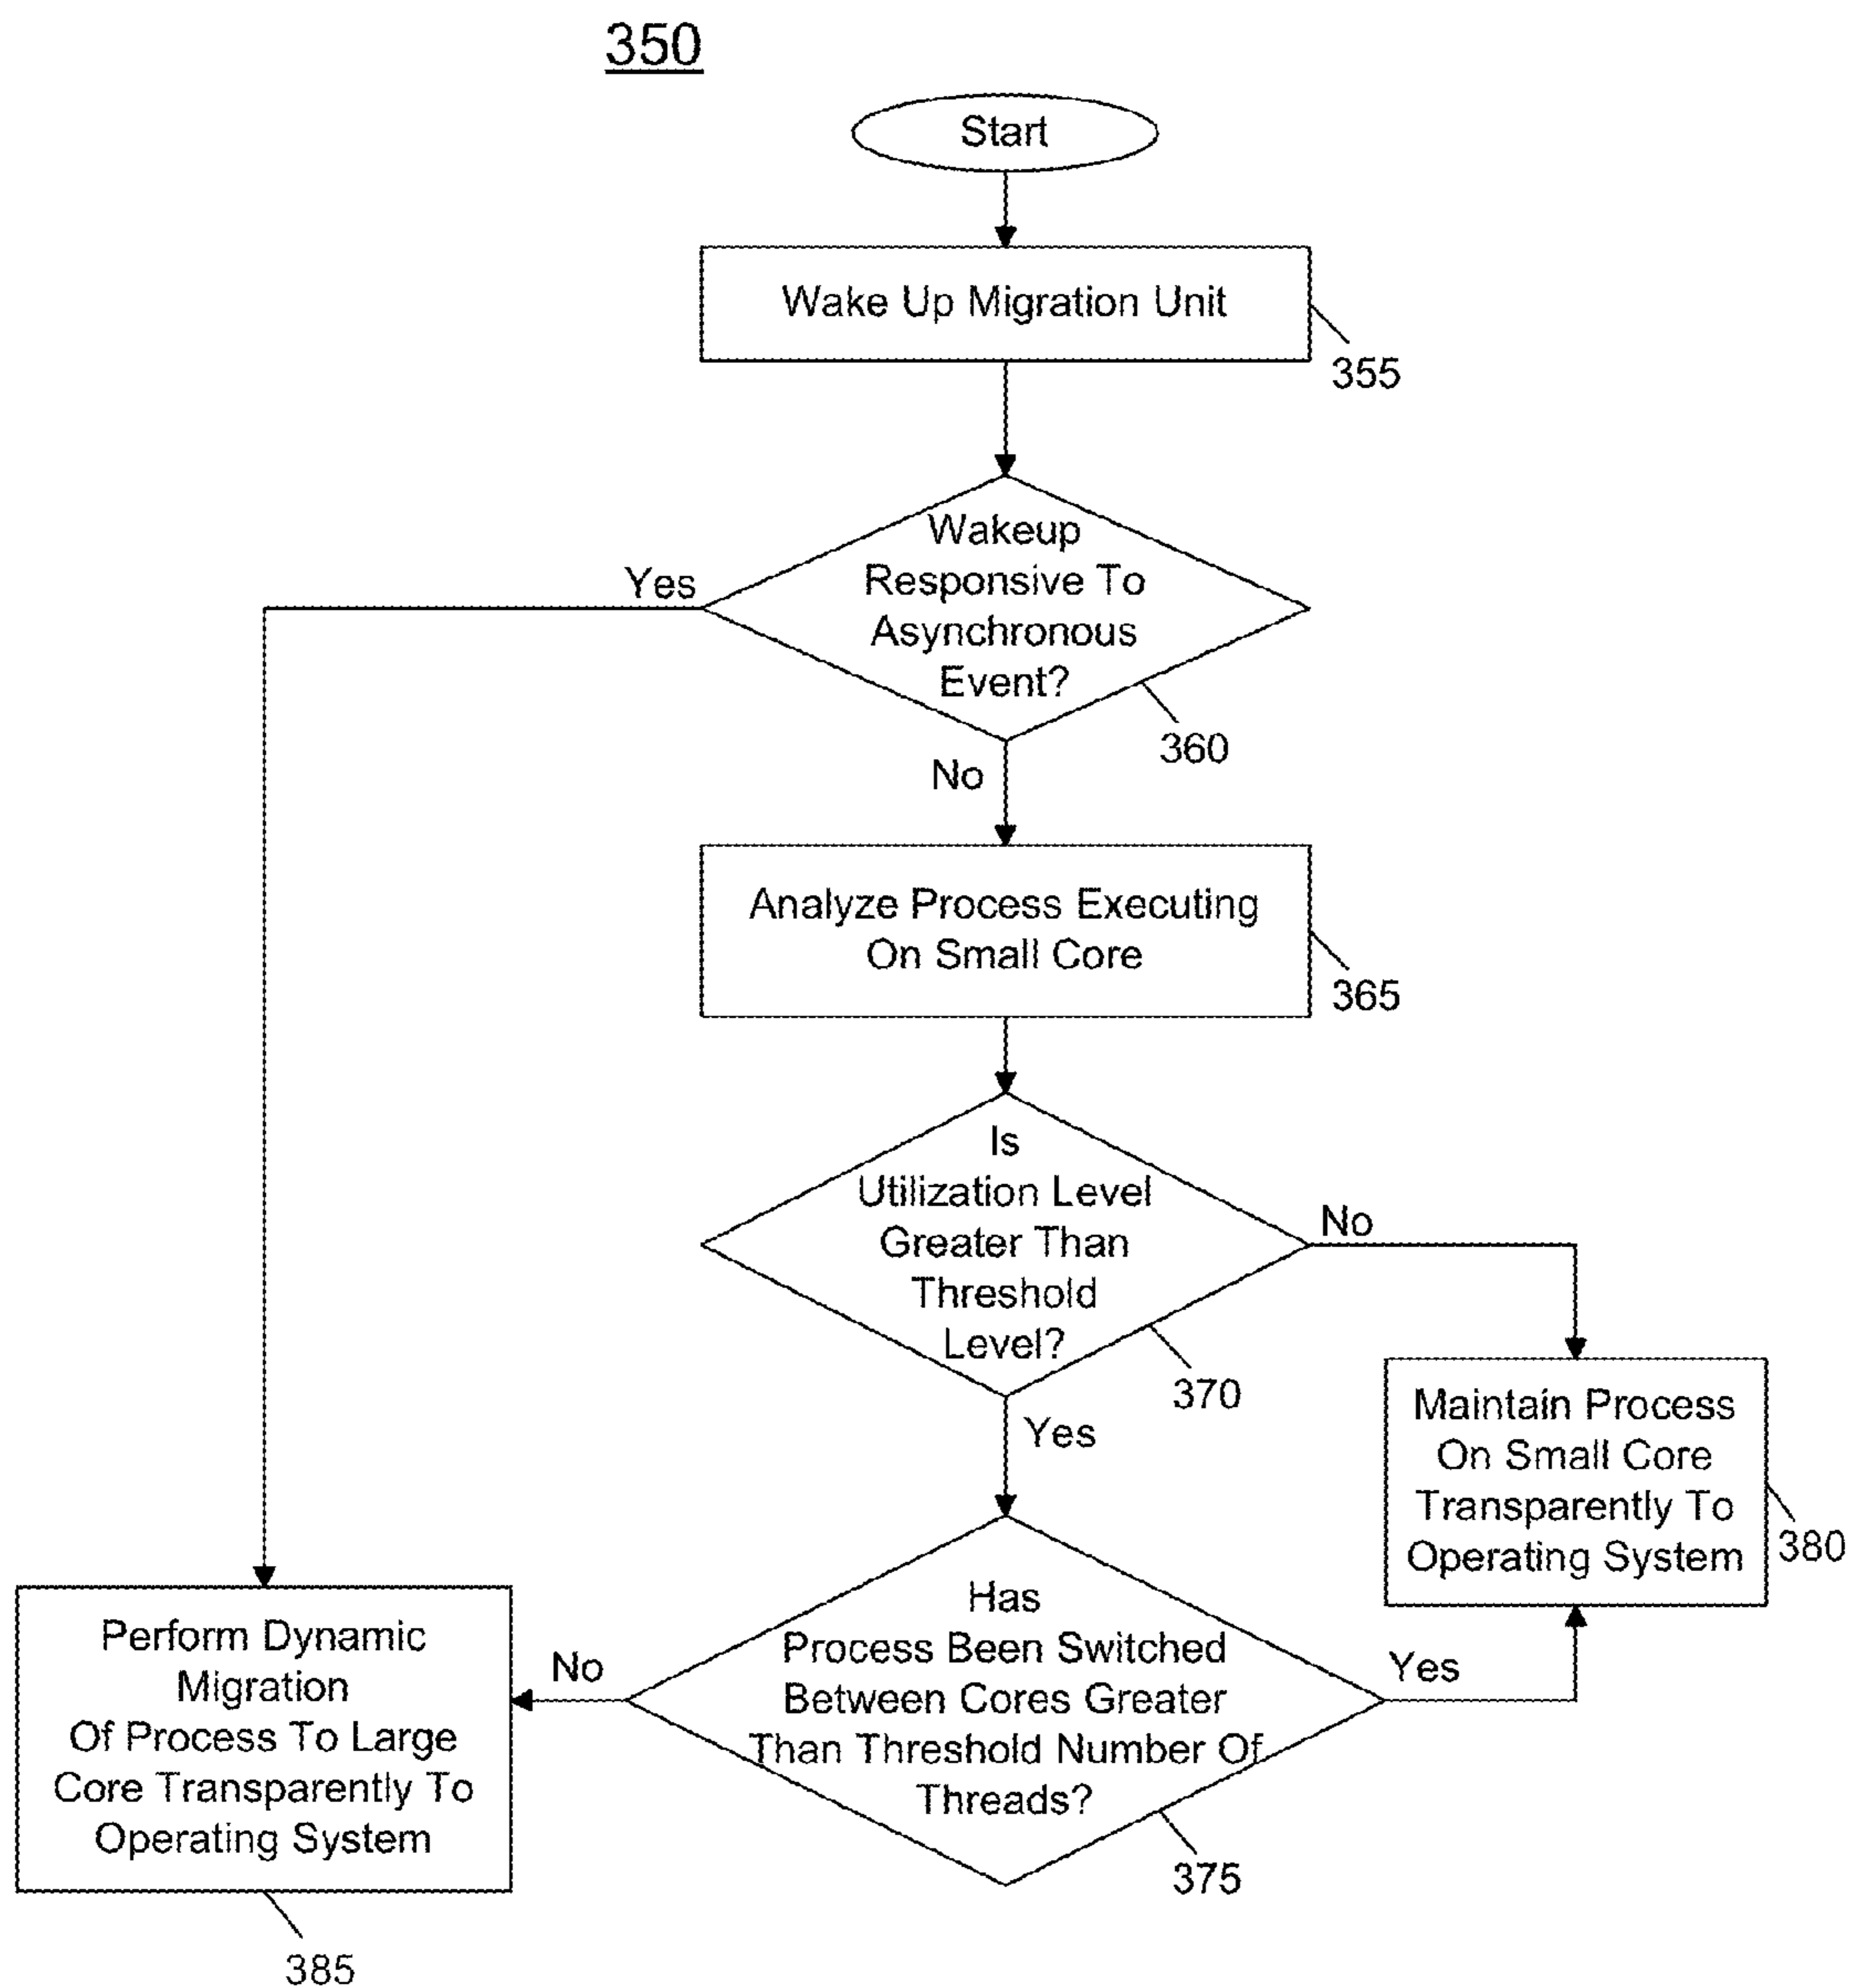 350
Start
Wake Up Migration Unit
355
Wakeup
Responsive To
Asynchronous
Event?
Yes
360
No
Analyze Process Executing
On Small Core
365
Is
Utilization Level
Greater Than
Threshold
Level?
No
370
Yes
Maintain Process
On Small Core
Transparently To
Operating System
380
Has
Process Been Switched
Between Cores Greater
Than Threshold Number Of
Threads?
No
Yes
375
Perform Dynamic
Migration
Of Process To Large
Core Transparently To
Operating System
385